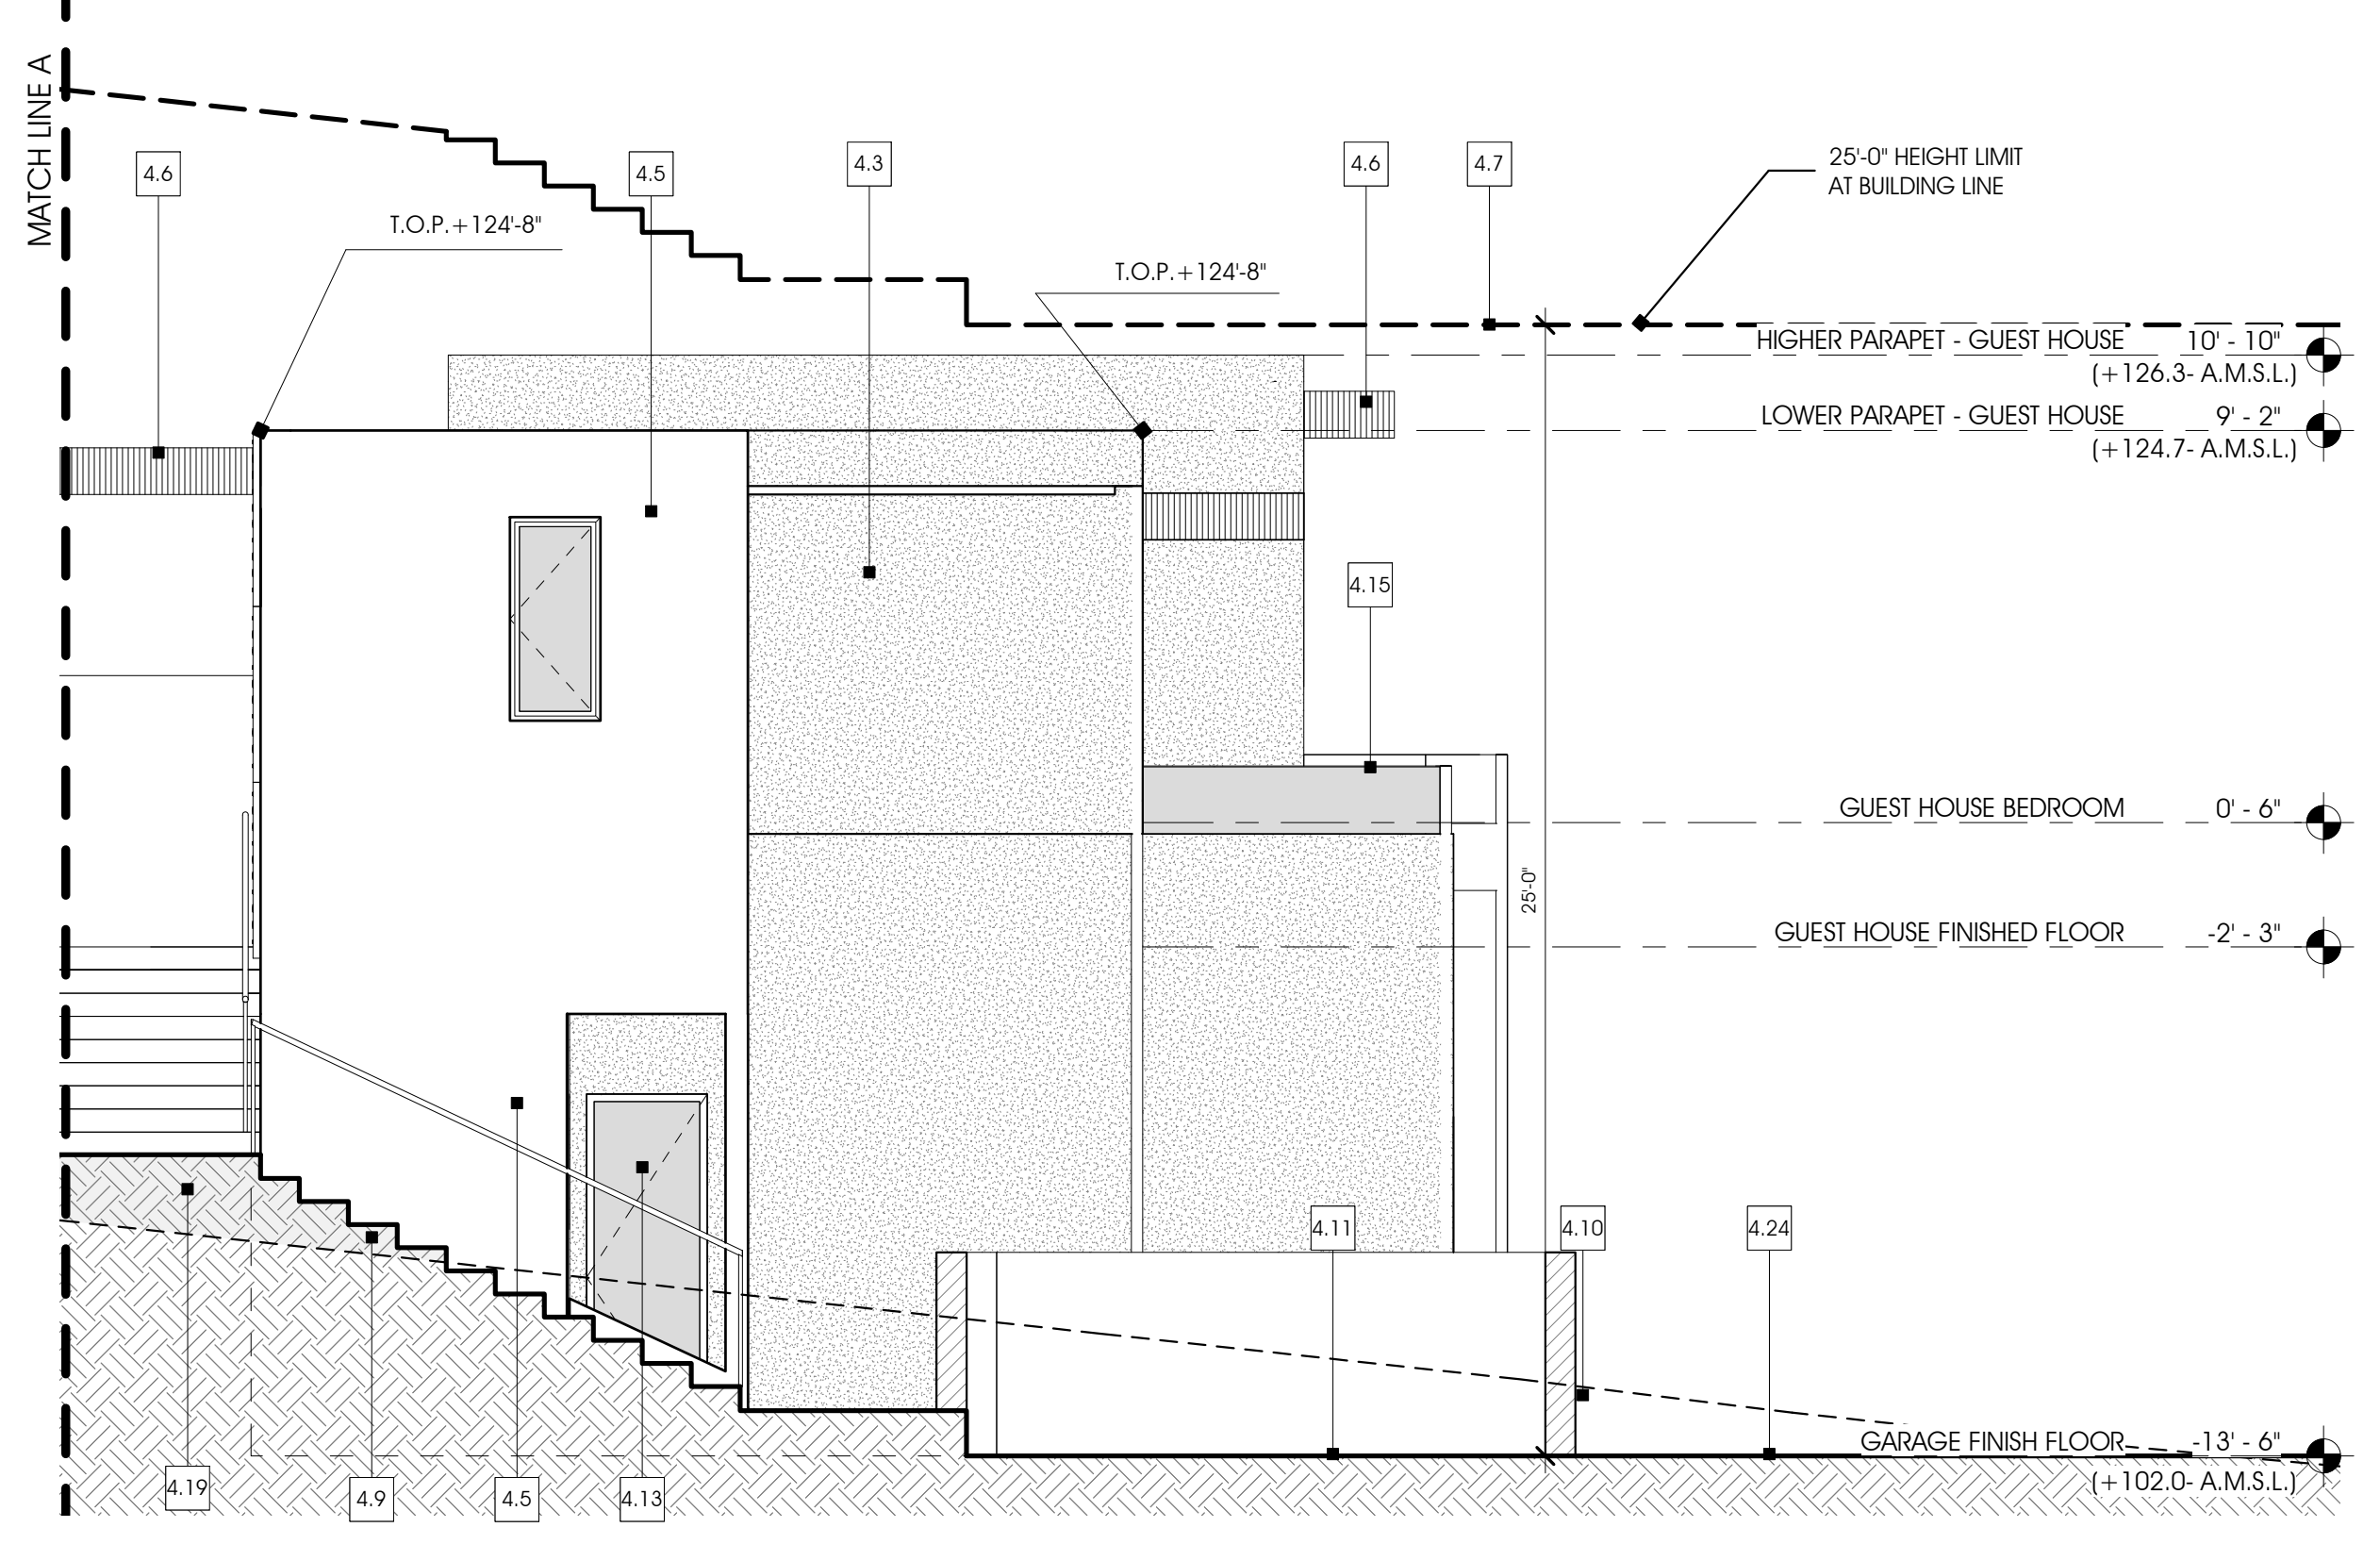 MATCH LINE A
4.6
4.5
4.3
4.6
4.7
25'-0" HEIGHT LIMIT
AT BUILDING LINE
T.O.P.+124'-8"
T.O.P.+124'-8"
HIGHER PARAPET - GUEST HOUSE 10' - 10"
(+126.3- A.M.S.L.)
LOWER PARAPET - GUEST HOUSE 9' - 2"
(+124.7- A.M.S.L.)
4.15
GUEST HOUSE BEDROOM 0' - 6"
25'-0"
GUEST HOUSE FINISHED FLOOR -2' - 3"
4.11
4.10
4.24
GARAGE FINISH FLOOR -13' - 6"
(+102.0- A.M.S.L.)
4.19
4.9
4.5
4.13